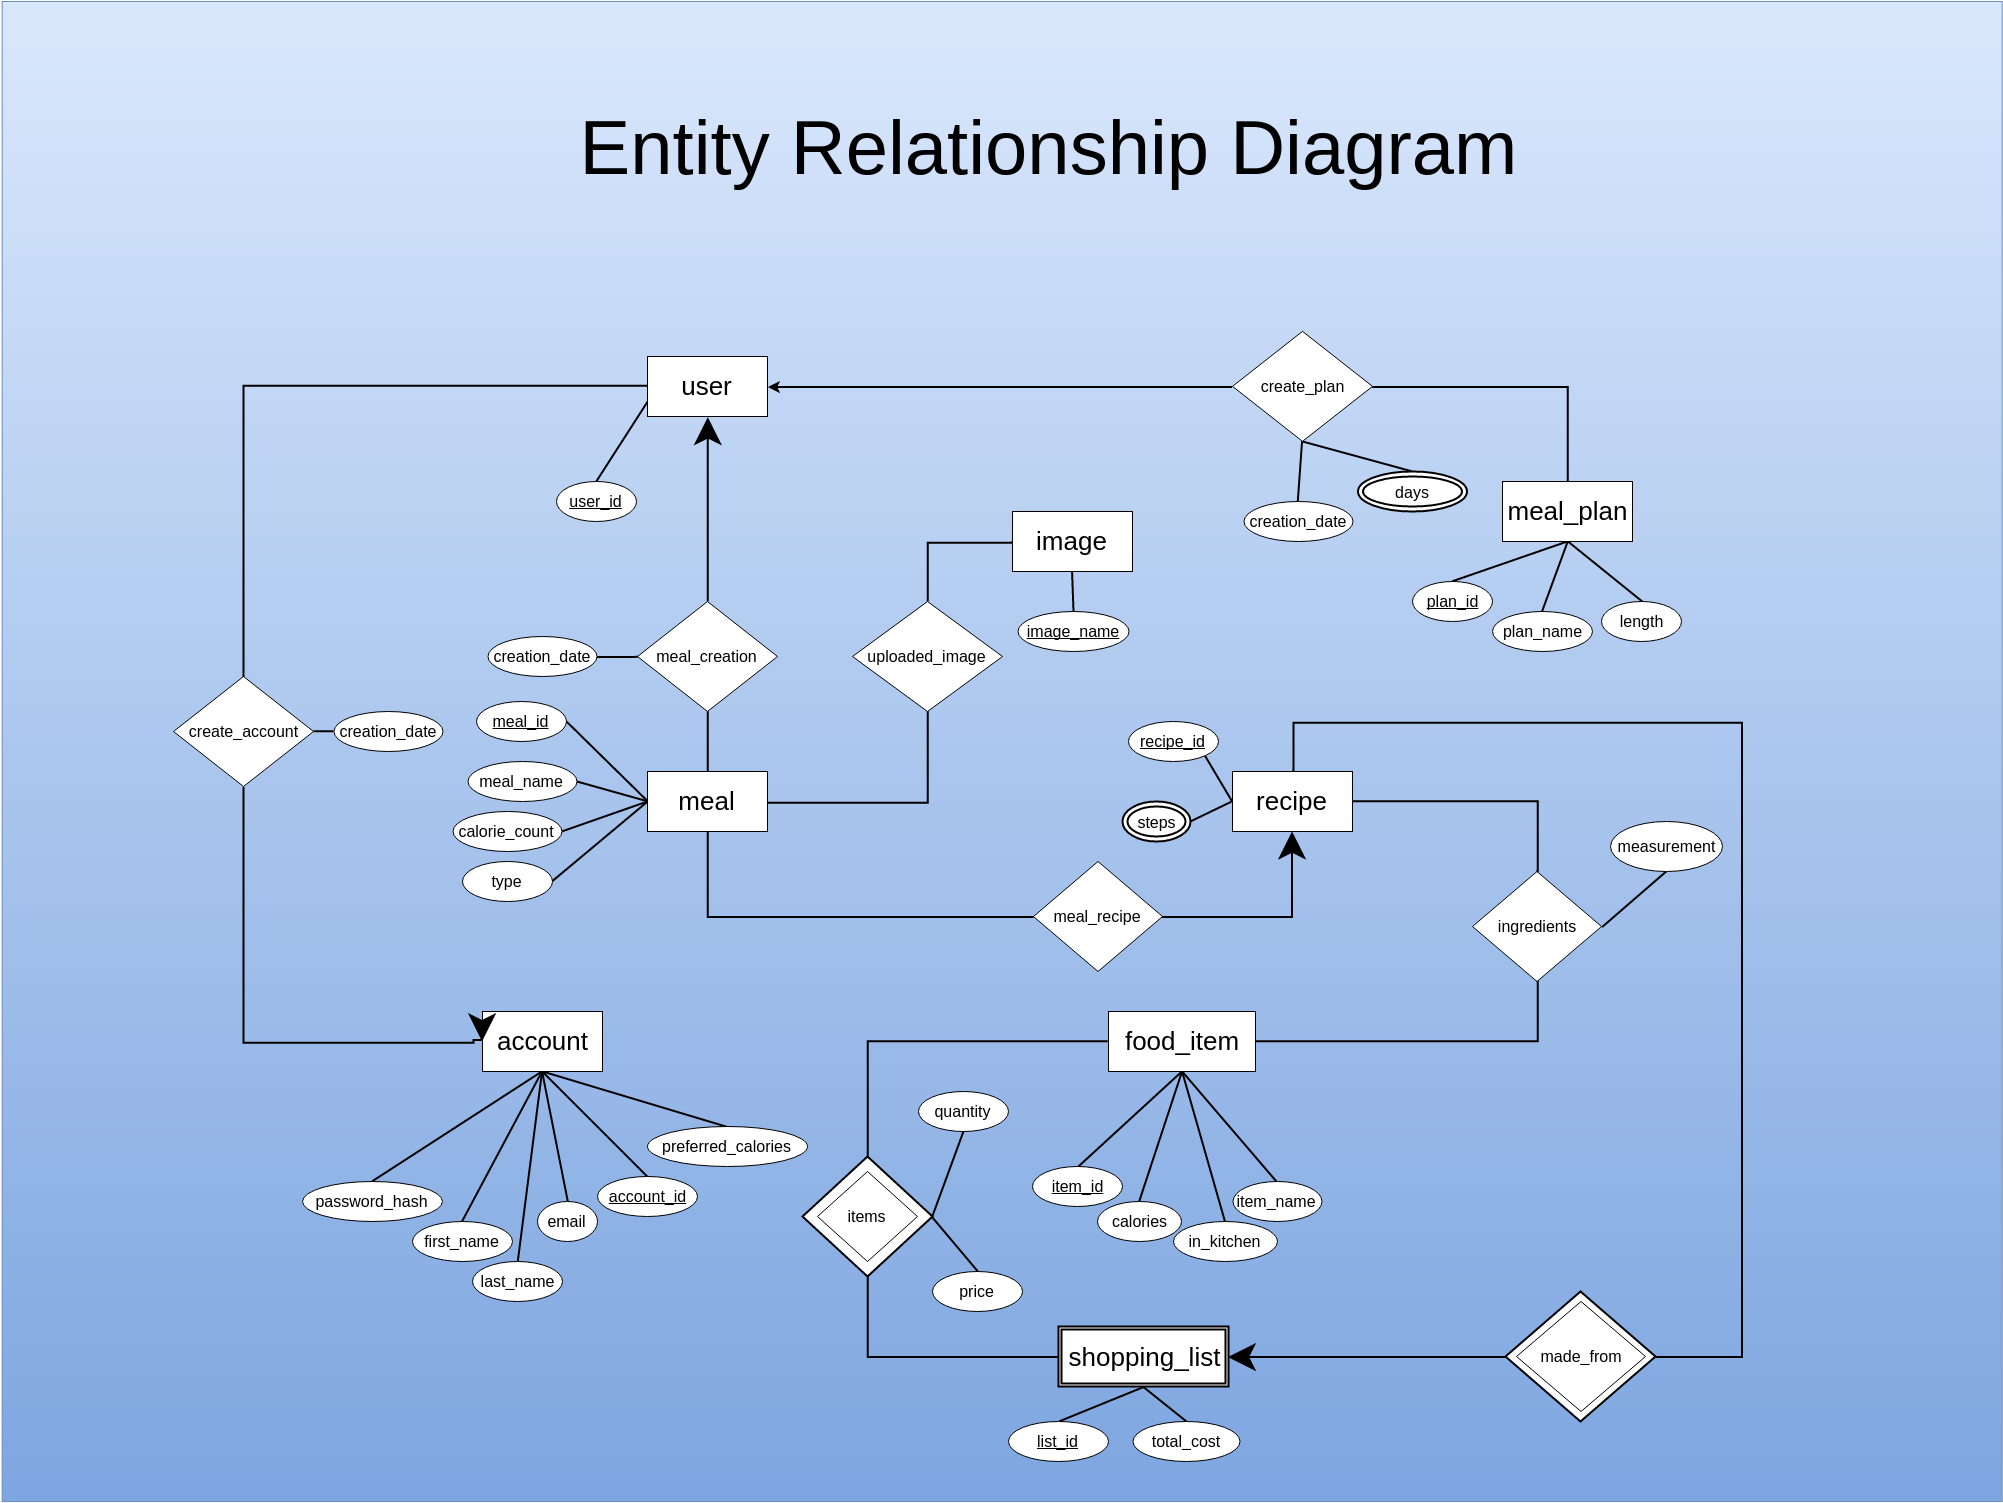 Entity Relationship Diagram
user
create_plan
user_id
days
creation_date
meal_plan
image
plan_id
plan_name
length
image_name
creation_date
meal_creation
uploaded_image
meal_id
create_account
creation_date
recipe_id
meal_name
meal
recipe
calorie_count
steps
measurement
type
meal_recipe
ingredients
account
food_item
quantity
preferred_calories
password_hash
account_id
item_id
item_name
first_name
email
items
calories
in_kitchen
last_name
price
shopping_list
made_from
list_id
total_cost